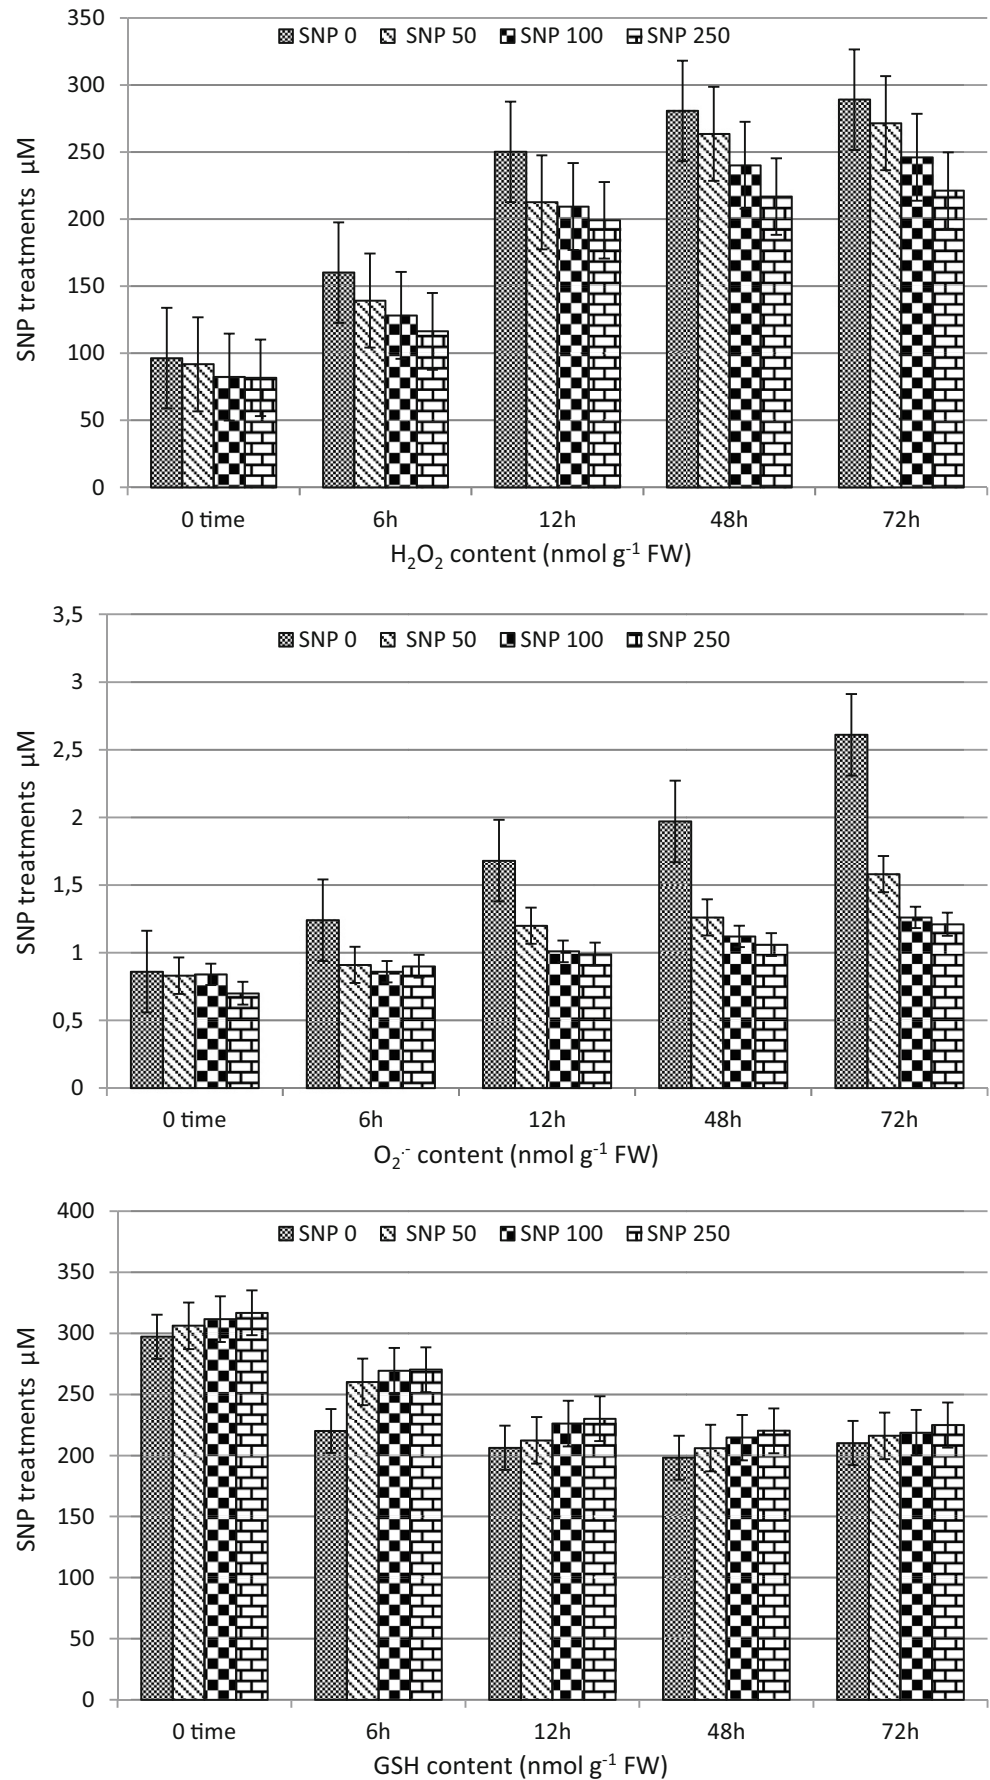 350
SNP 0 SNP 50 SNP 100 SNP 250
300
250
200
150
100
50
0
SNP treatments µM
0 time 6h 12h 48h 72h
H₂O₂ content (nmol g⁻¹ FW)
3,5
SNP 0 SNP 50 SNP 100 SNP 250
3
2,5
2
1,5
1
0,5
0
SNP treatments µM
0 time 6h 12h 48h 72h
O₂·⁻ content (nmol g⁻¹ FW)
400
SNP 0 SNP 50 SNP 100 SNP 250
350
300
250
200
150
100
50
0
SNP treatments µM
0 time 6h 12h 48h 72h
GSH content (nmol g⁻¹ FW)